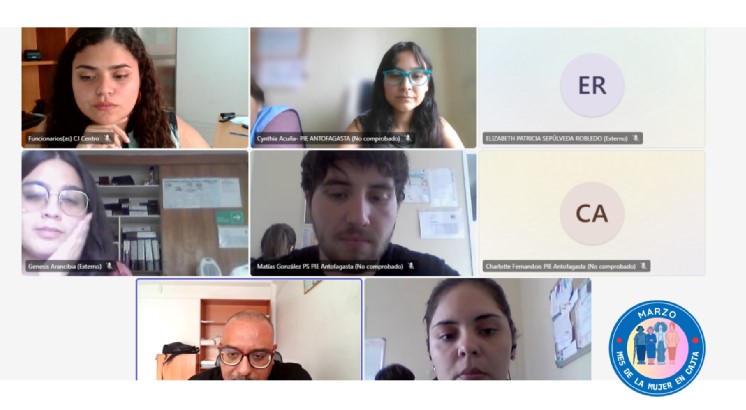 Funcionarios[as] CJ Centro
Cynthia Acuña- PIE ANTOFAGASTA (No comprobado)
ER
ELIZABETH PATRICIA SEPÚLVEDA ROBLEDO (Externo)
Genesis Arancibia (Externo)
Matías González PS PIE Antofagasta (No comprobado)
CA
Charlotte Fernandois PIE Antofagasta (No comprobado)
MARZO
MES DE LA MUJER EN CAJTA